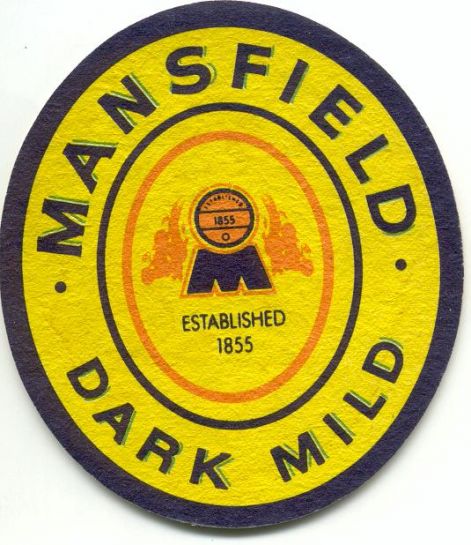 MANSFIELD
ESTABLISHED
1855
M
ESTABLISHED
1855
DARK MILD